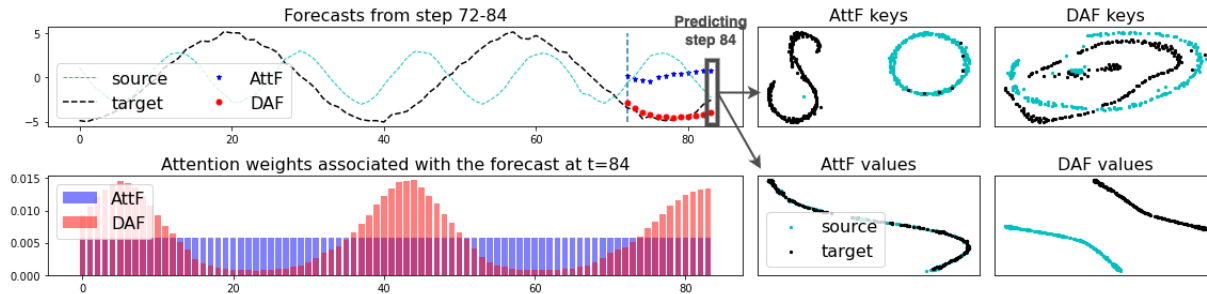 Forecasts from step 72-84
Predicting
step 84
5
0
−5
source
target
AttF
DAF
0
20
40
60
80
AttF keys
DAF keys
Attention weights associated with the forecast at t=84
0.015
0.010
0.005
0.000
AttF
DAF
0
20
40
60
80
AttF values
source
target
DAF values